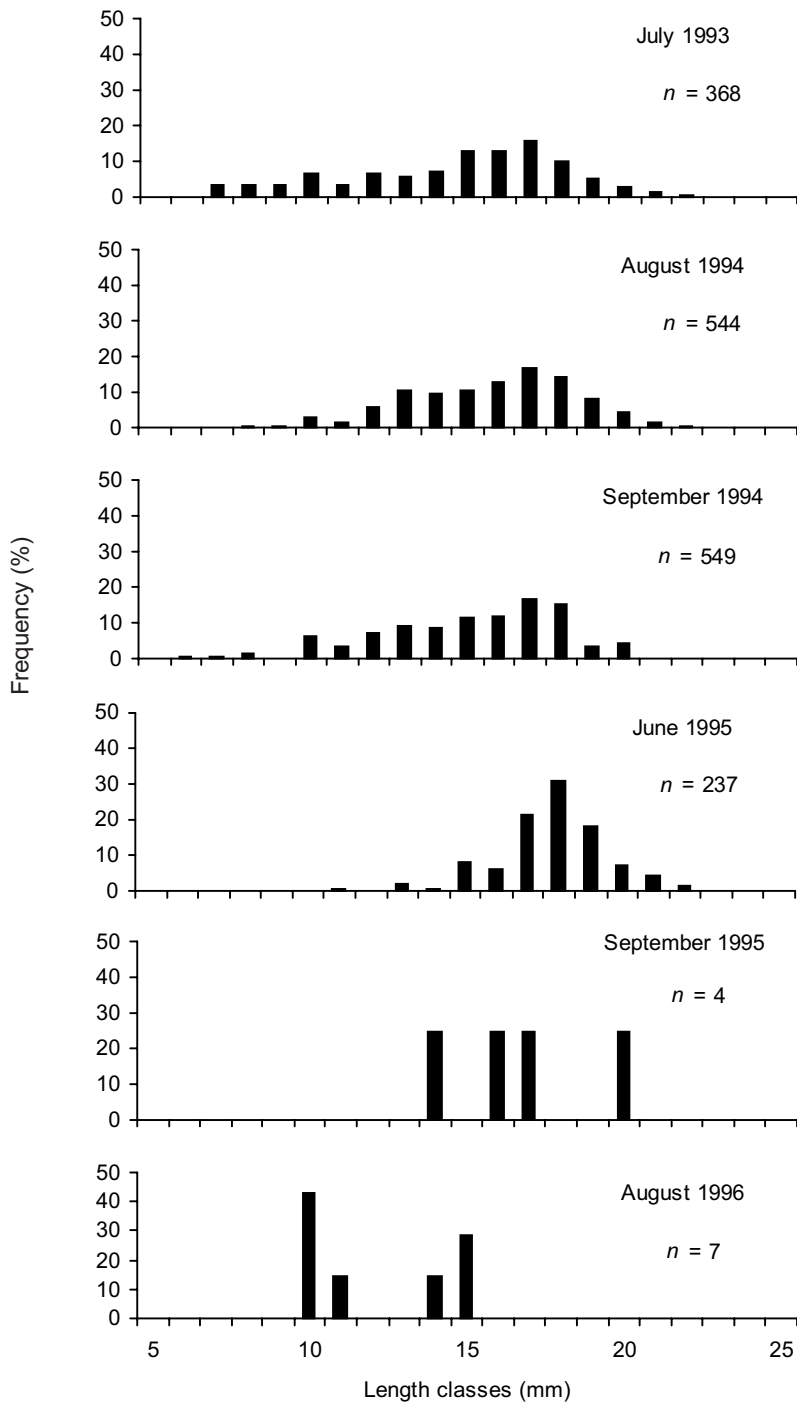 50
40
30
20
10
0
July 1993
n = 368
50
40
30
20
10
0
August 1994
n = 544
50
40
30
20
10
0
September 1994
n = 549
Frequency (%)
50
40
30
20
10
0
June 1995
n = 237
50
40
30
20
10
0
September 1995
n = 4
50
40
30
20
10
0
August 1996
n = 7
5 10 15 20 25
Length classes (mm)